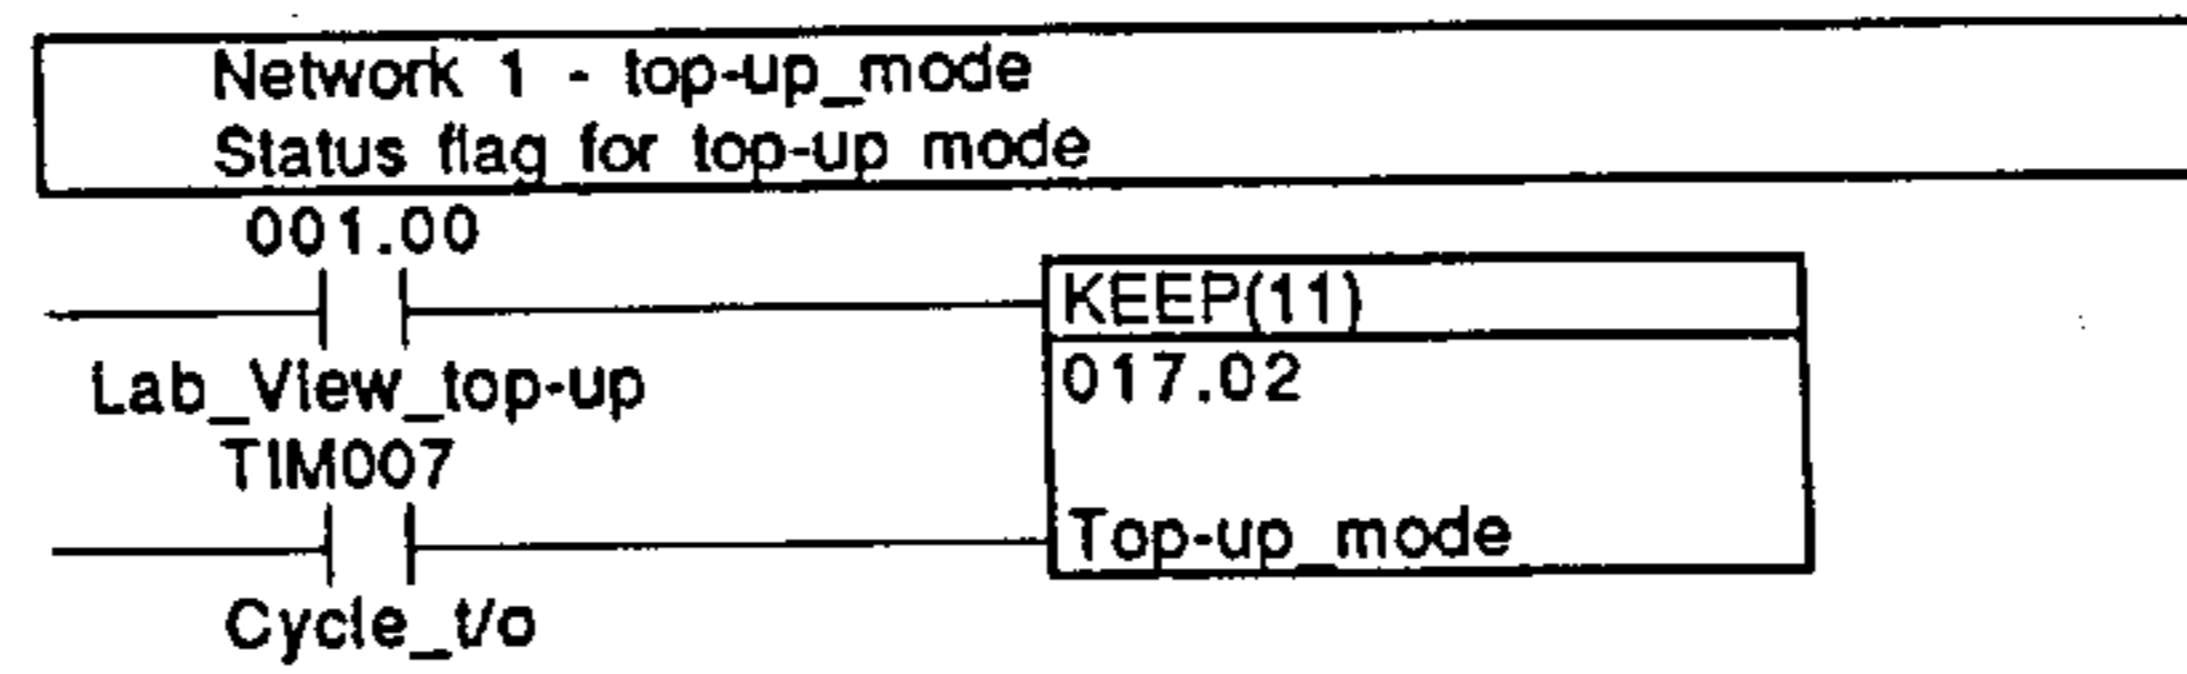 Network 1 - top-up_mode
Status flag for top-up mode
001.00
KEEP(11)
017.02
Lab_View_top-up
TIM007
Top-up_mode
Cycle_t/o